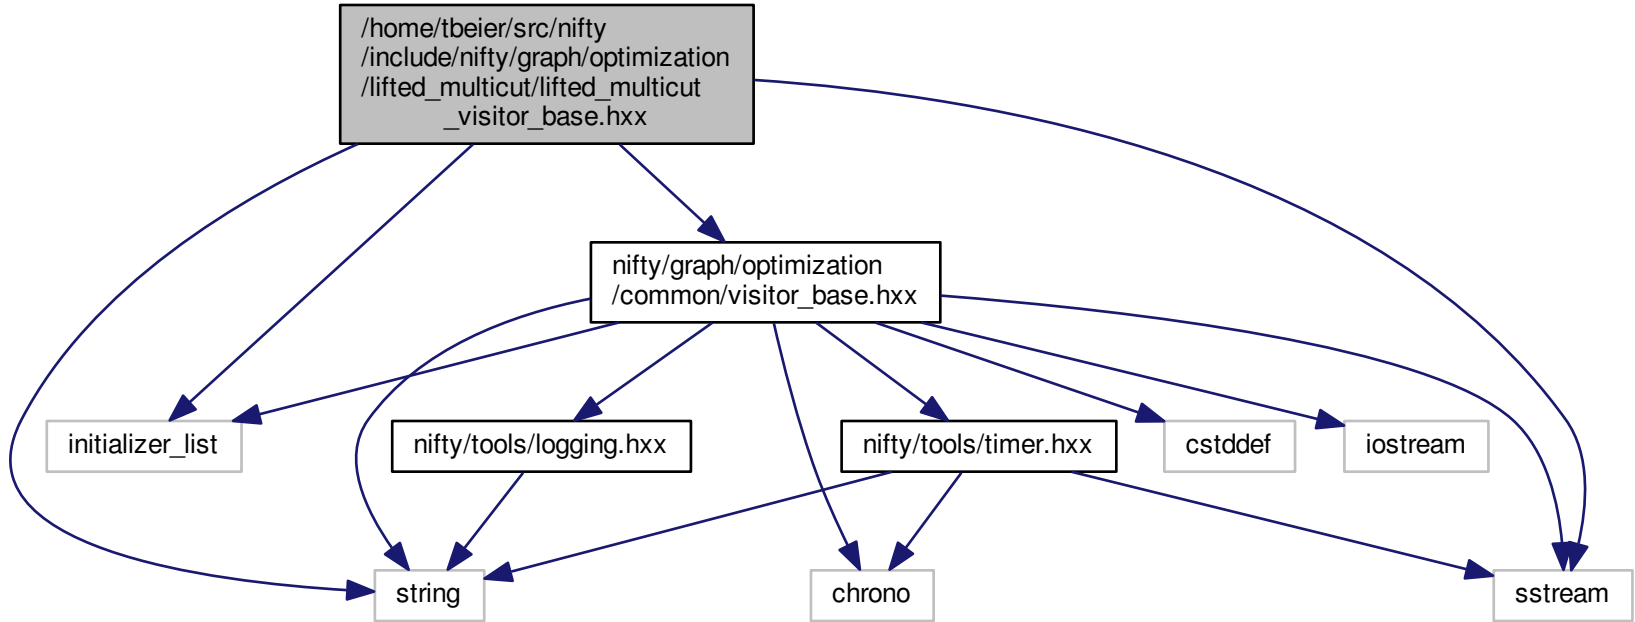 /home/tbeier/src/nifty
/include/nifty/graph/optimization
/lifted_multicut/lifted_multicut
_visitor_base.hxx
nifty/graph/optimization
/common/visitor_base.hxx
initializer_list
nifty/tools/logging.hxx
nifty/tools/timer.hxx
cstddef
iostream
string
chrono
sstream